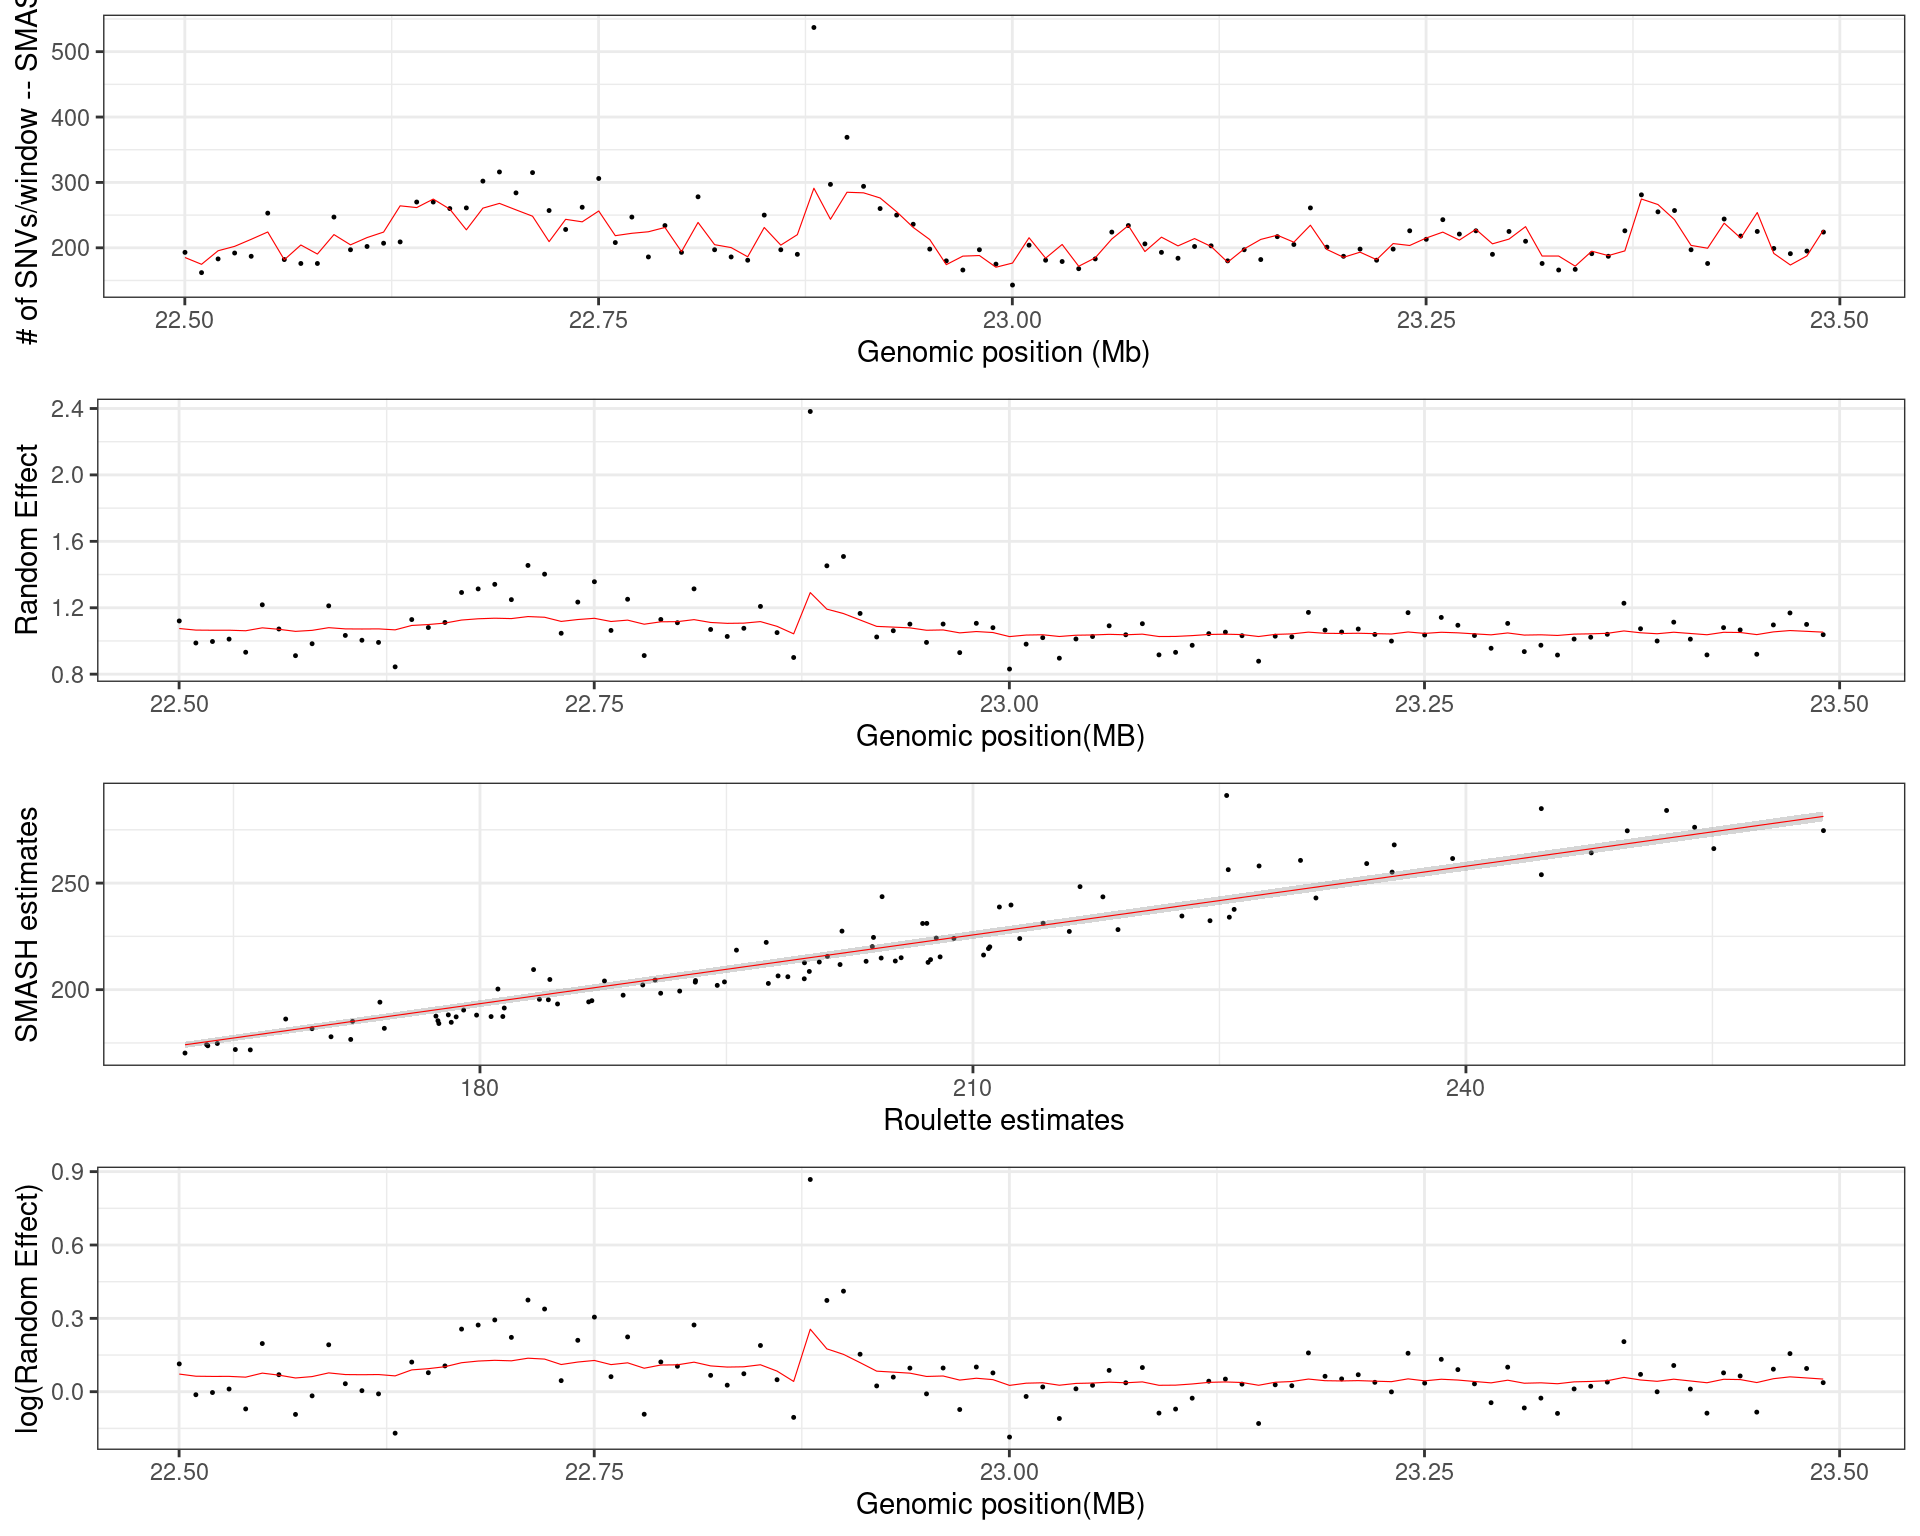 # of SNVs/window -- SMAS
500
400
300
200
22.50 22.75 23.00 23.25 23.50
Genomic position (Mb)
Random Effect
2.4
2.0
1.6
1.2
0.8
22.50 22.75 23.00 23.25 23.50
Genomic position(MB)
SMASH estimates
250
200
180 210 240
Roulette estimates
log(Random Effect)
0.9
0.6
0.3
0.0
22.50 22.75 23.00 23.25 23.50
Genomic position(MB)